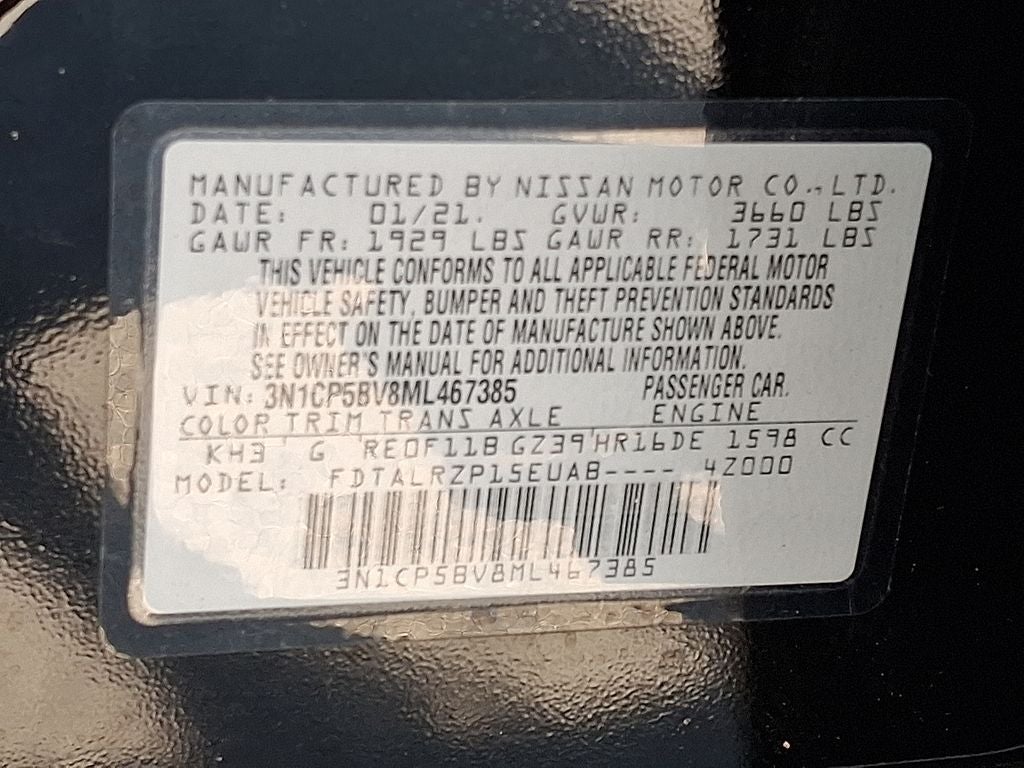 MANUFACTURED BY NISSAN MOTOR CO.,LTD.
DATE: 01/21. GVWR: 3660 LBS
GAWR FR: 1929 LBS GAWR RR: 1731 LBS
THIS VEHICLE CONFORMS TO ALL APPLICABLE FEDERAL MOTOR
VEHICLE SAFETY, BUMPER AND THEFT PREVENTION STANDARDS
IN EFFECT ON THE DATE OF MANUFACTURE SHOWN ABOVE.
SEE OWNER'S MANUAL FOR ADDITIONAL INFORMATION.
VIN: 3N1CP5BV8ML467385 PASSENGER CAR.
COLOR TRIM TRANS AXLE ENGINE
KH3 G RE0F11B GZ39 HR16DE 1598 CC
MODEL: FDTALRZP15EUAB---- 4Z000
3N1CP5BV8ML467385